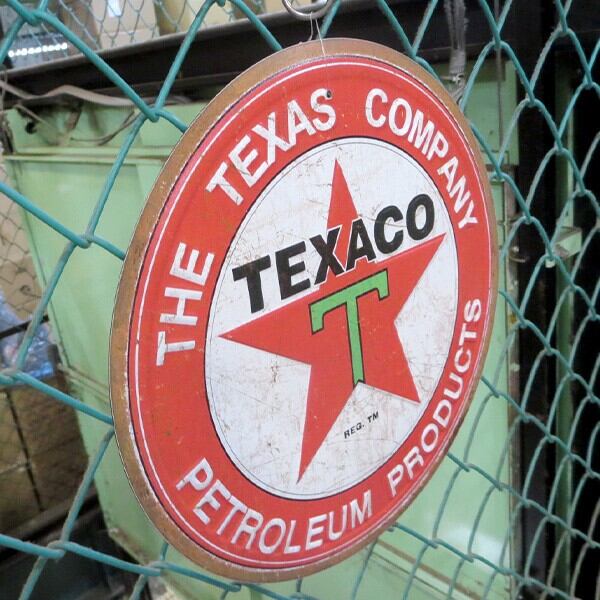 THE TEXAS COMPANY
TEXACO
T
REG. TM
PETROLEUM PRODUCTS